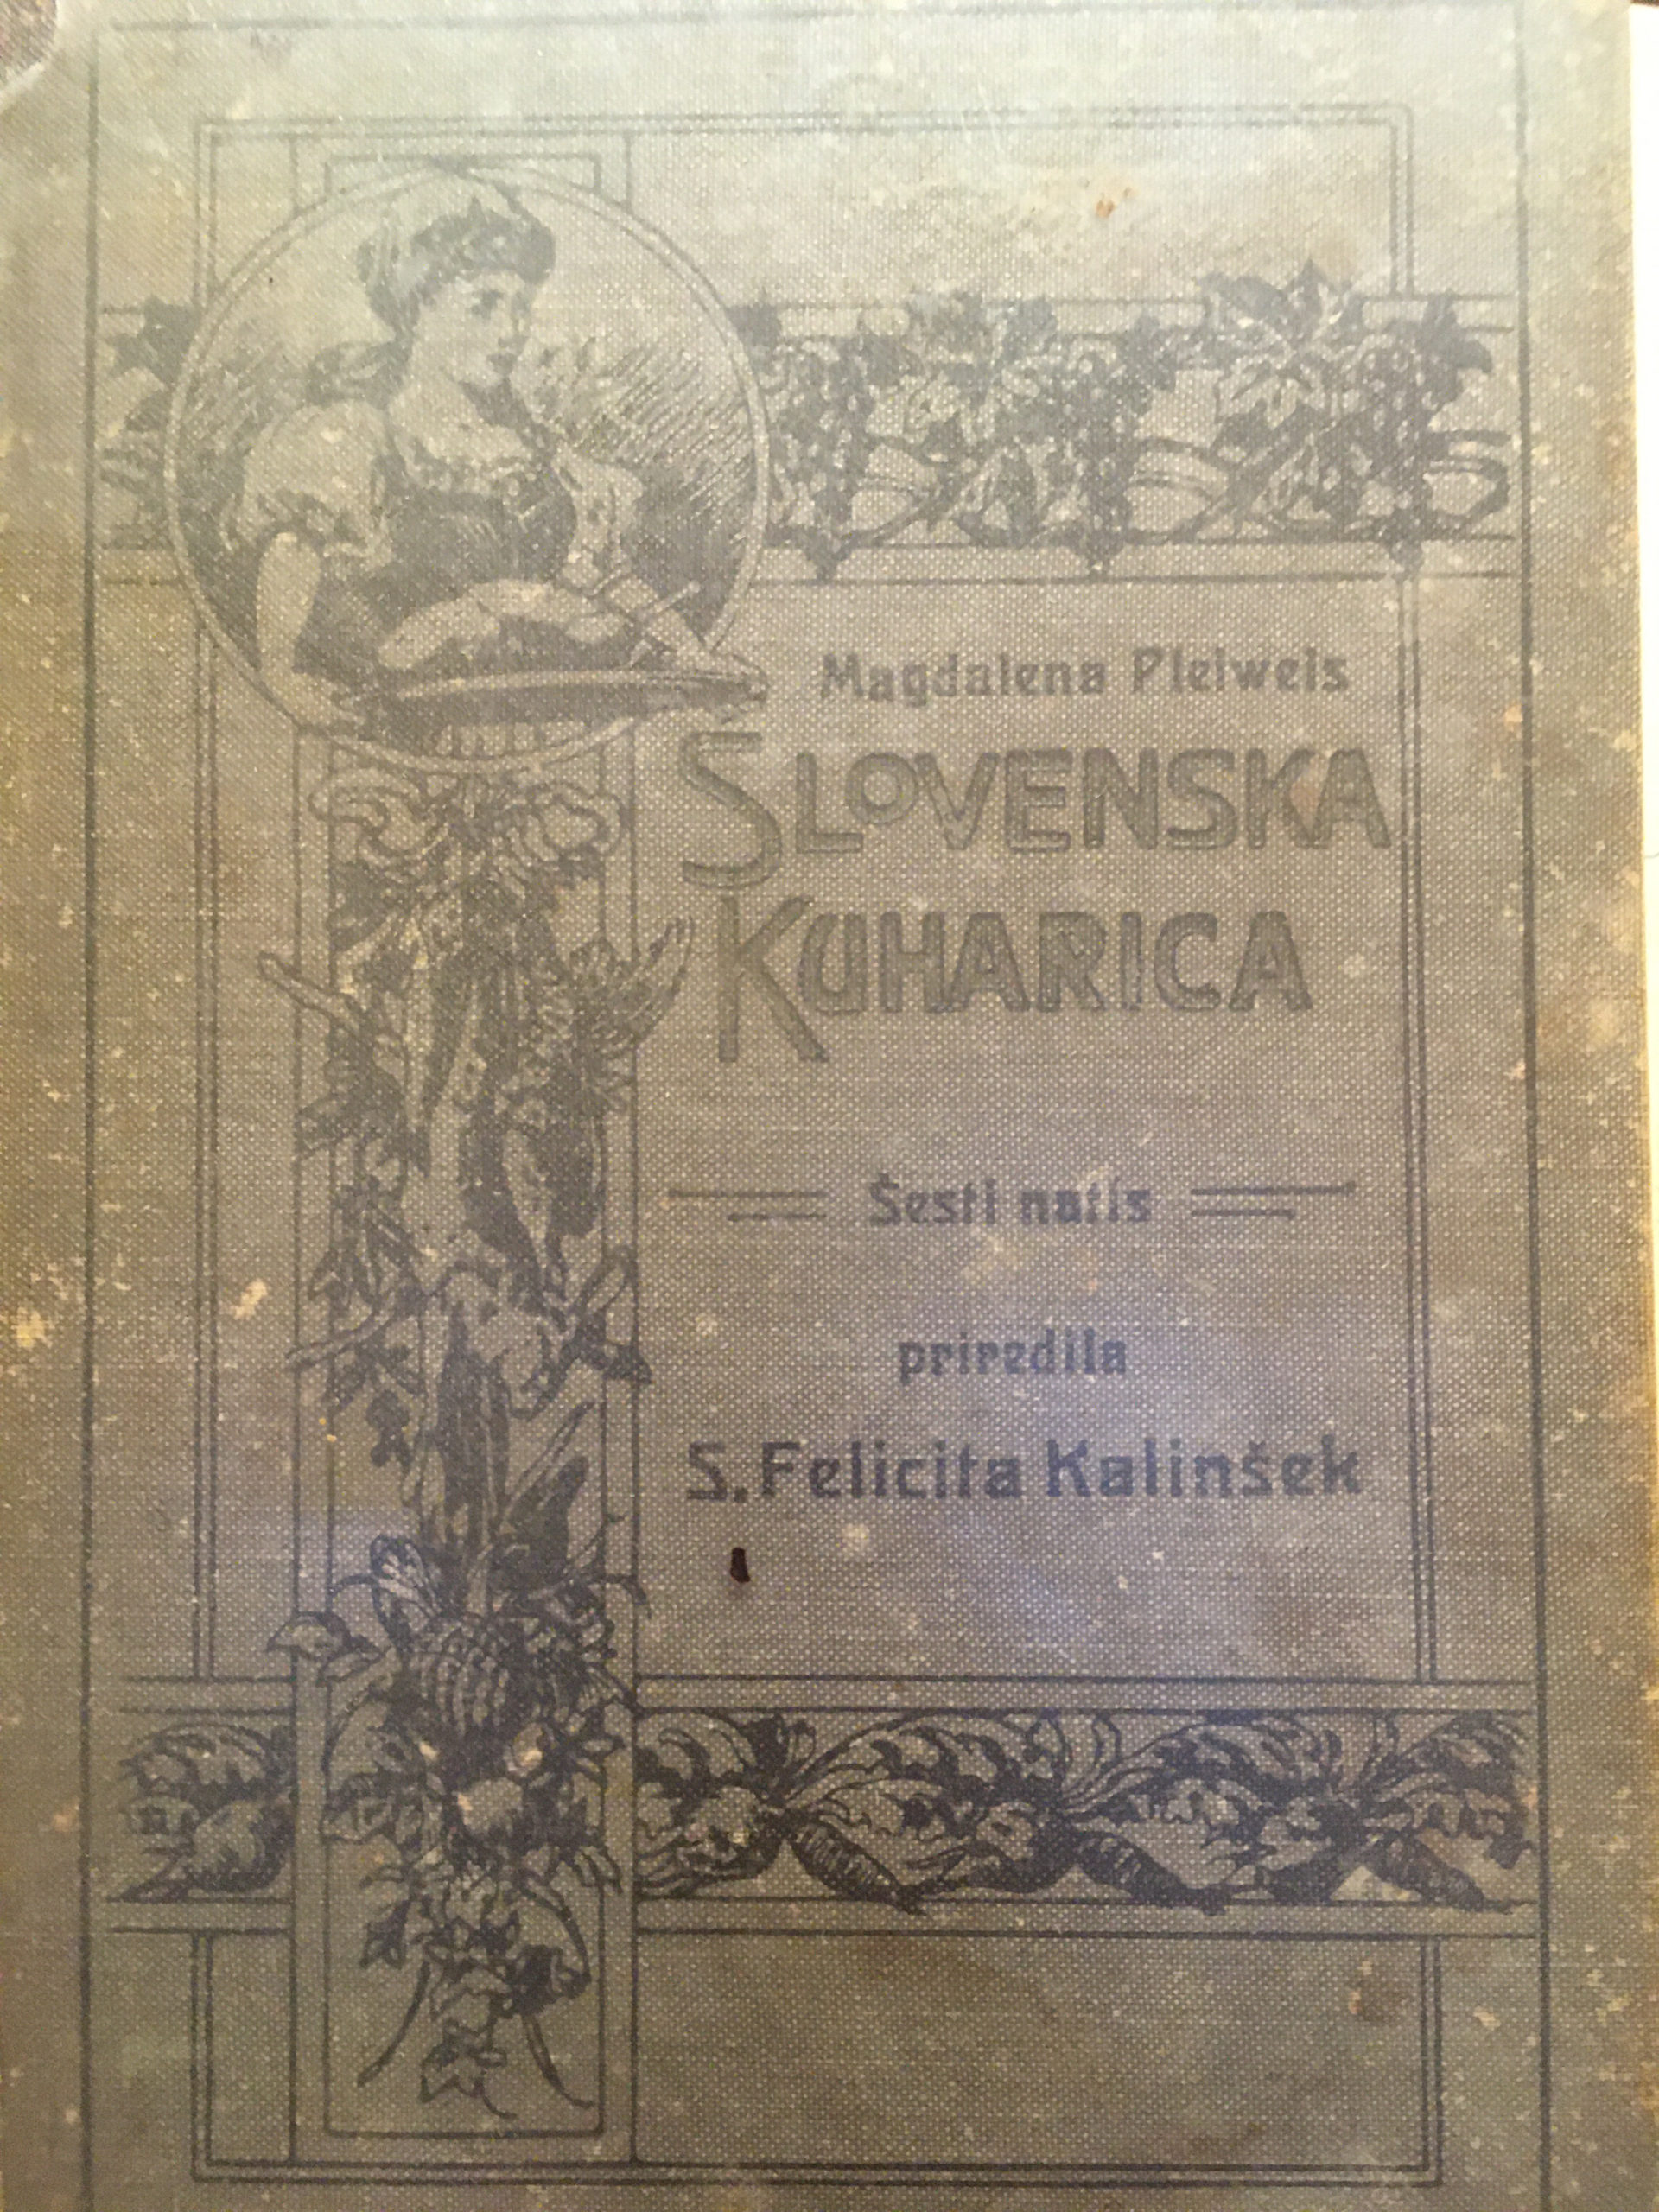 Magdalena Pleiweis
SLOVENSKA
KUHARICA
Šesti natis
priredila
S. Felicita Kalinšek